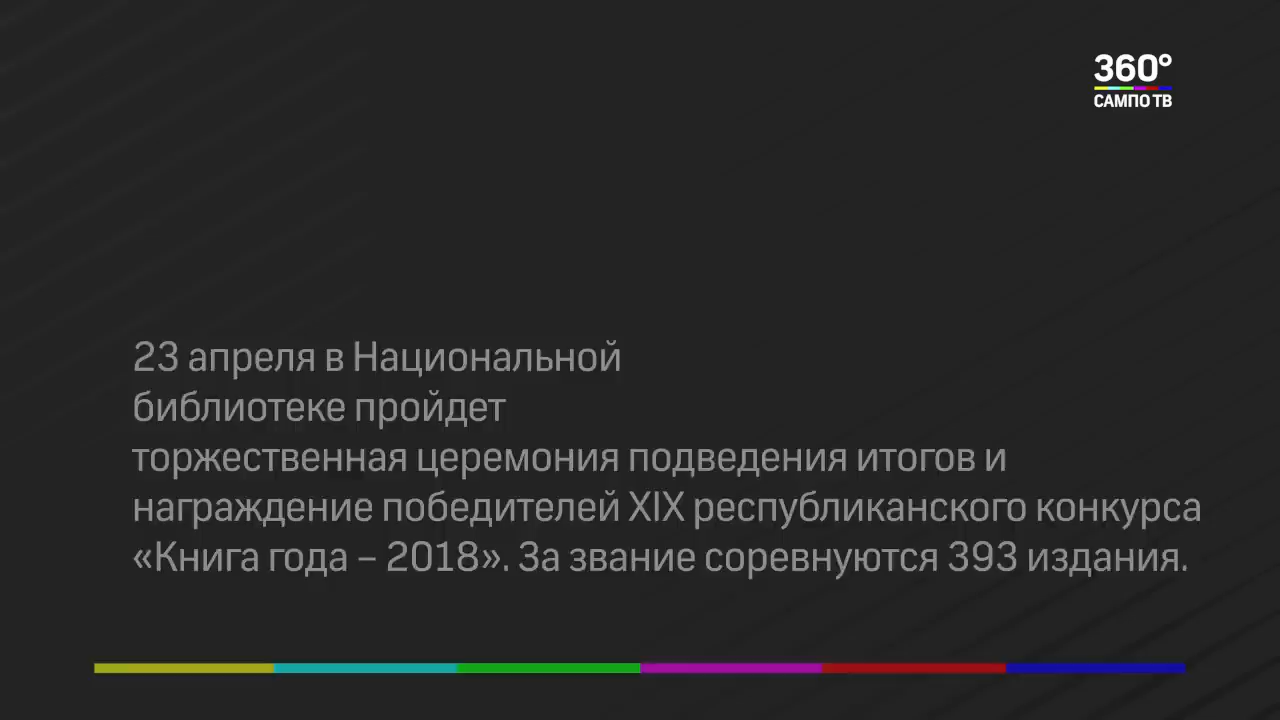 360°
САМПО ТВ
23 апреля в Национальной
библиотеке пройдет
торжественная церемония подведения итогов и
награждение победителей XIX республиканского конкурса
«Книга года – 2018». За звание соревнуются 393 издания.